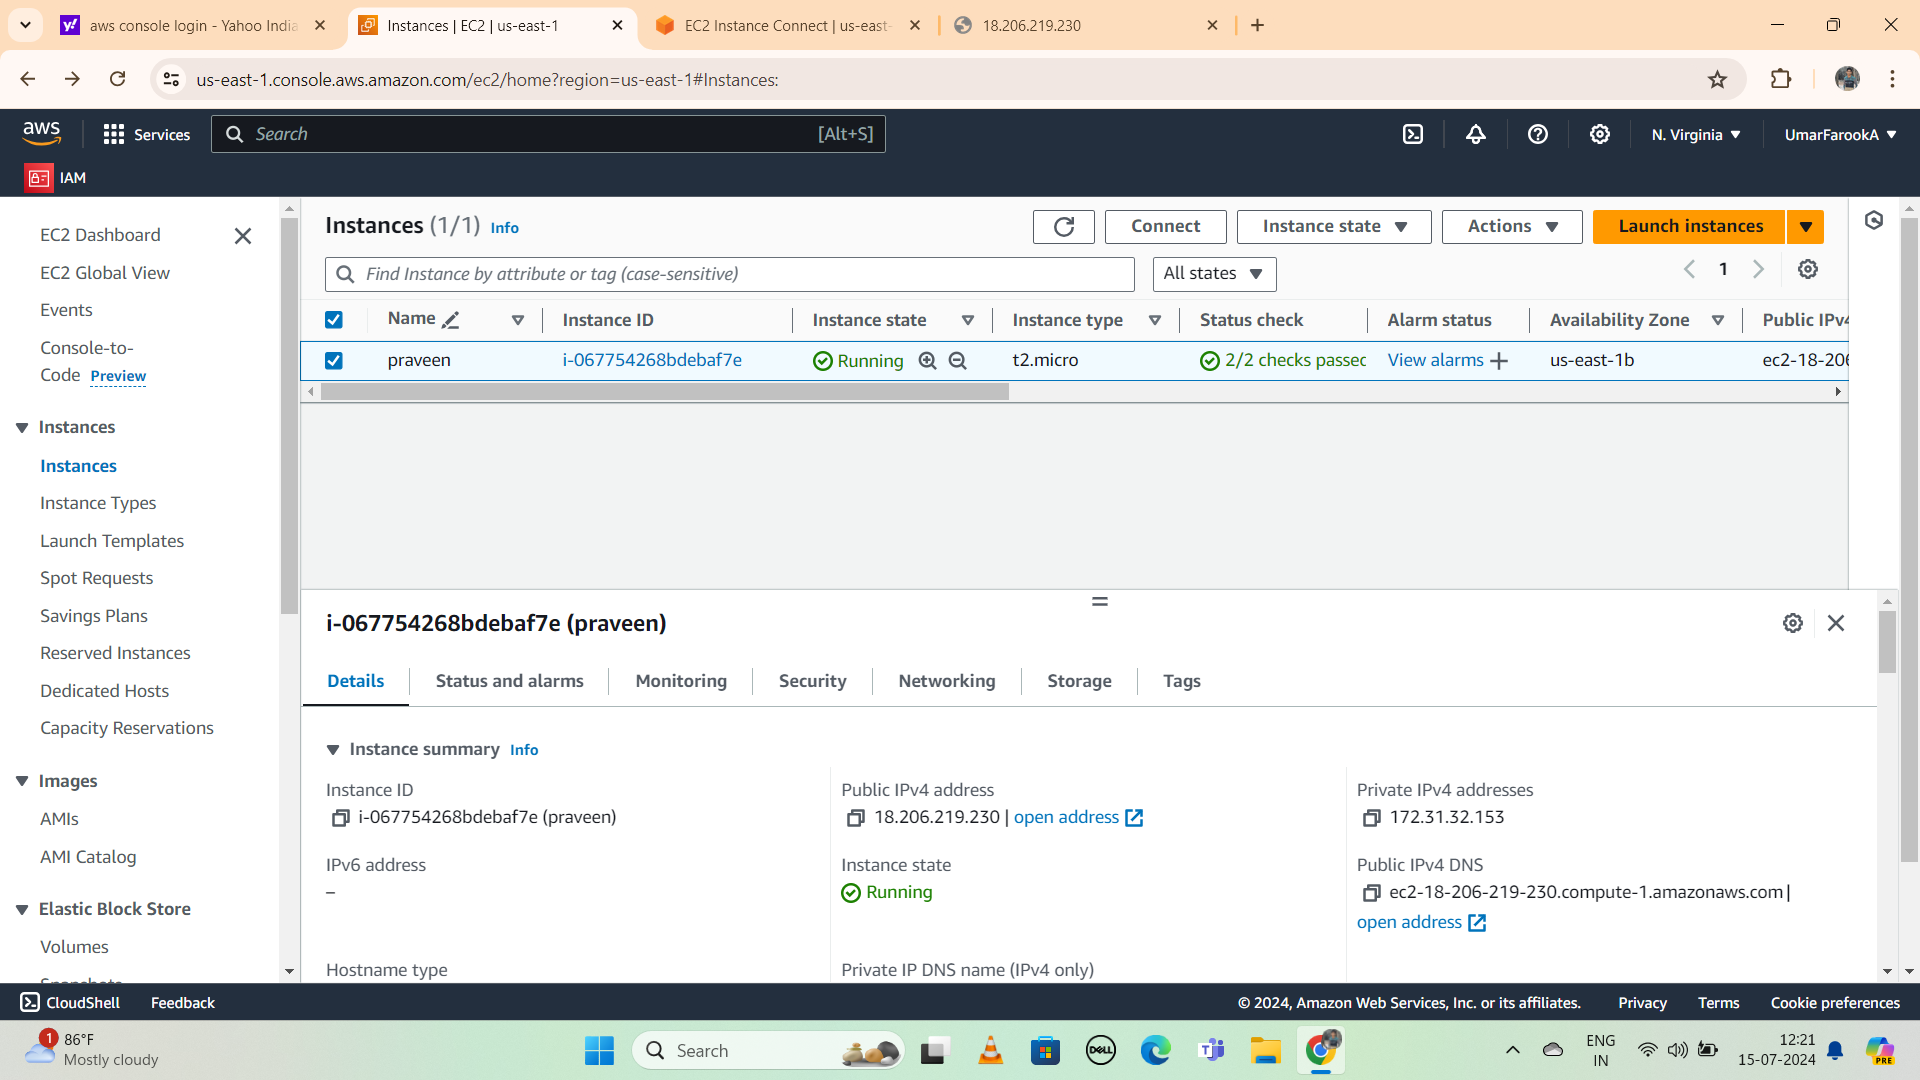 aws console login - Yahoo India
Instances | EC2 | us-east-1
EC2 Instance Connect | us-east-
18.206.219.230
us-east-1.console.aws.amazon.com/ec2/home?region=us-east-1#Instances:
aws
Services
Search
[Alt+S]
N. Virginia
UmarFarookA
IAM
EC2 Dashboard
EC2 Global View
Events
Console-to-
Code Preview
Instances
Instances
Instance Types
Launch Templates
Spot Requests
Savings Plans
Reserved Instances
Dedicated Hosts
Capacity Reservations
Images
AMIs
AMI Catalog
Elastic Block Store
Volumes
Snapshots
Instances (1/1) Info
Connect
Instance state
Actions
Launch instances
Find Instance by attribute or tag (case-sensitive)
All states
1
Name
Instance ID
Instance state
Instance type
Status check
Alarm status
Availability Zone
Public IPv4
praveen
i-067754268bdebaf7e
Running
t2.micro
2/2 checks passec
View alarms
us-east-1b
ec2-18-206
i-067754268bdebaf7e (praveen)
Details
Status and alarms
Monitoring
Security
Networking
Storage
Tags
Instance summary Info
Instance ID
i-067754268bdebaf7e (praveen)
Public IPv4 address
18.206.219.230 | open address
Private IPv4 addresses
172.31.32.153
IPv6 address
–
Instance state
Running
Public IPv4 DNS
ec2-18-206-219-230.compute-1.amazonaws.com |
open address
Hostname type
Private IP DNS name (IPv4 only)
CloudShell
Feedback
© 2024, Amazon Web Services, Inc. or its affiliates.
Privacy
Terms
Cookie preferences
1
86°F
Mostly cloudy
Search
DELL
ENG
IN
12:21
15-07-2024
PRE